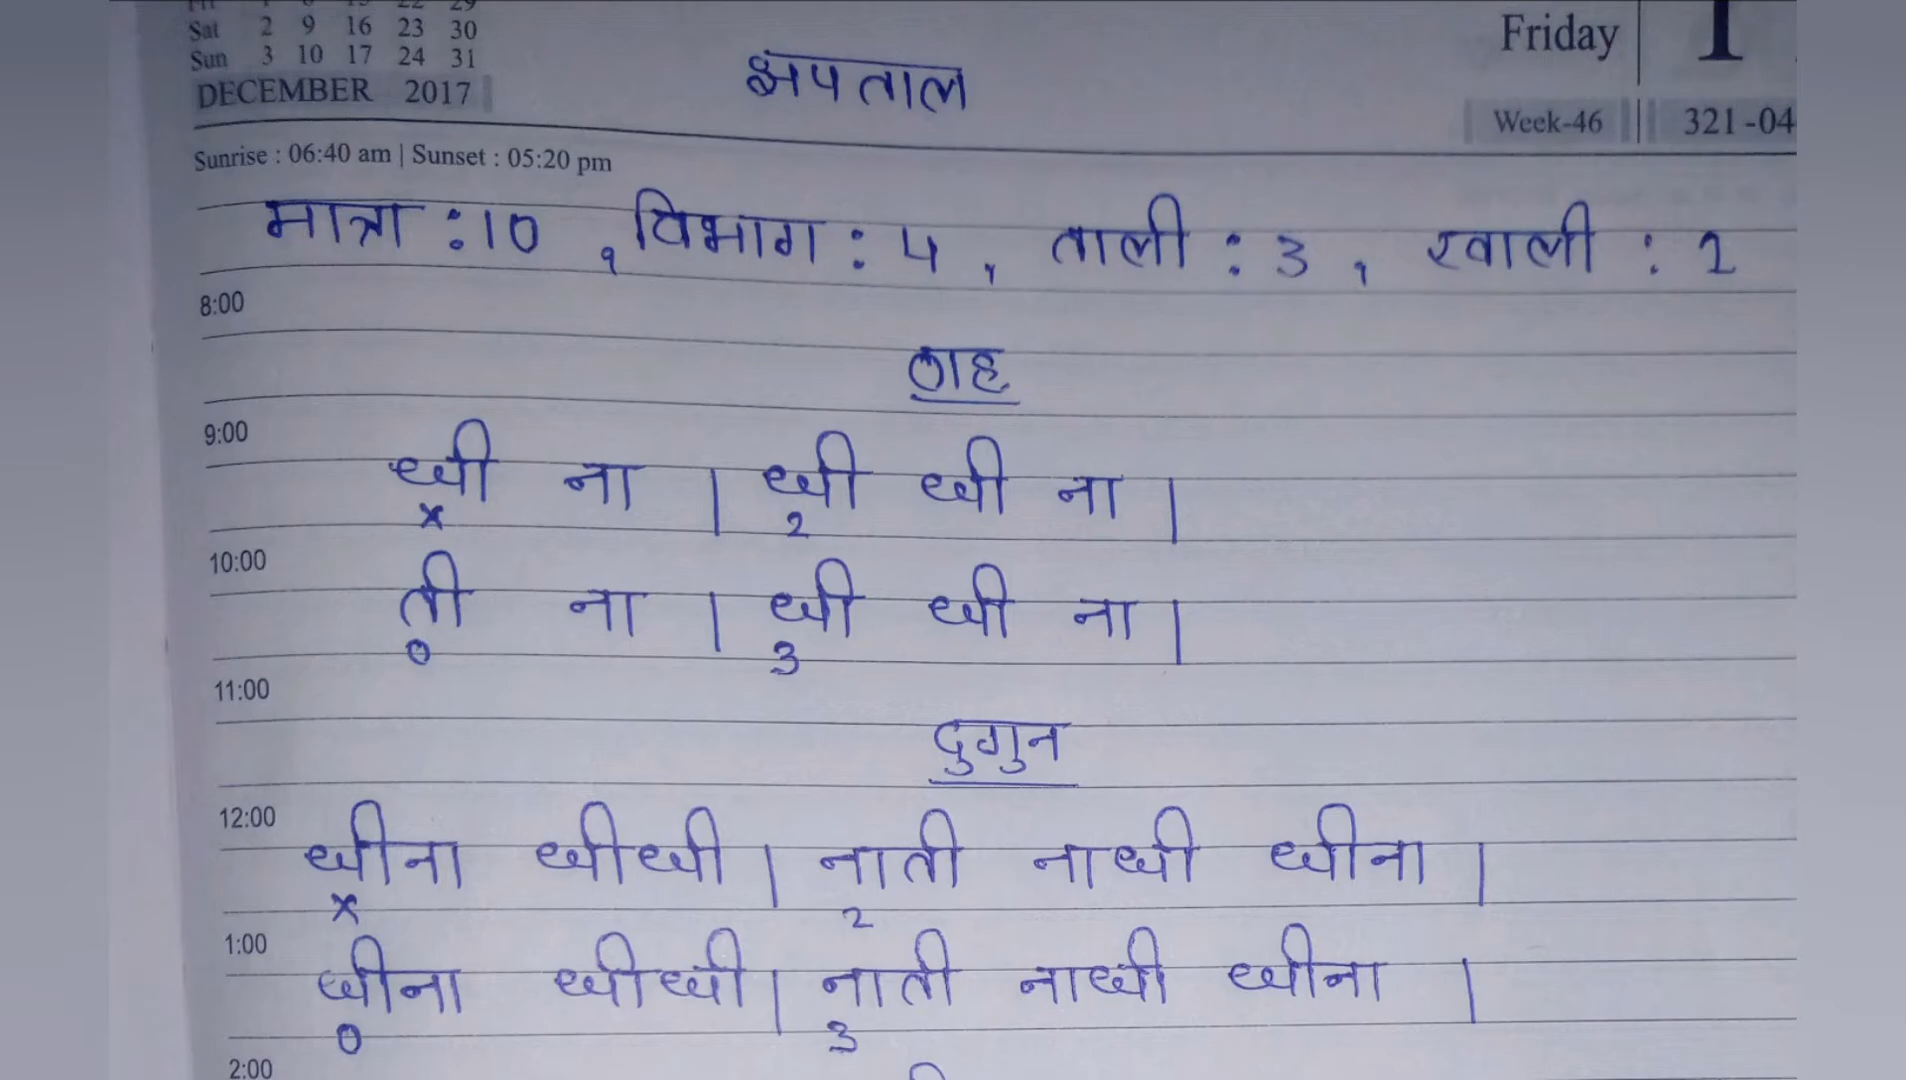 Sat 2 9 16 23 30
Sun 3 10 17 24 31
DECEMBER 2017
झपताल
Friday
Week-46 321-04
Sunrise : 06:40 am | Sunset : 05:20 pm
मात्रा : 10 , विभाग : 4 , ताली : 3 , खाली : 1
8:00
ठाह
9:00
धी ना | धी धी ना |
x 2
10:00
ती ना | धी धी ना |
0 3
11:00
दुगुन
12:00
धीना धीधी | नाती नाधी धीना |
x 2
1:00
धीना धीधी | नाती नाधी धीना |
0 3
2:00